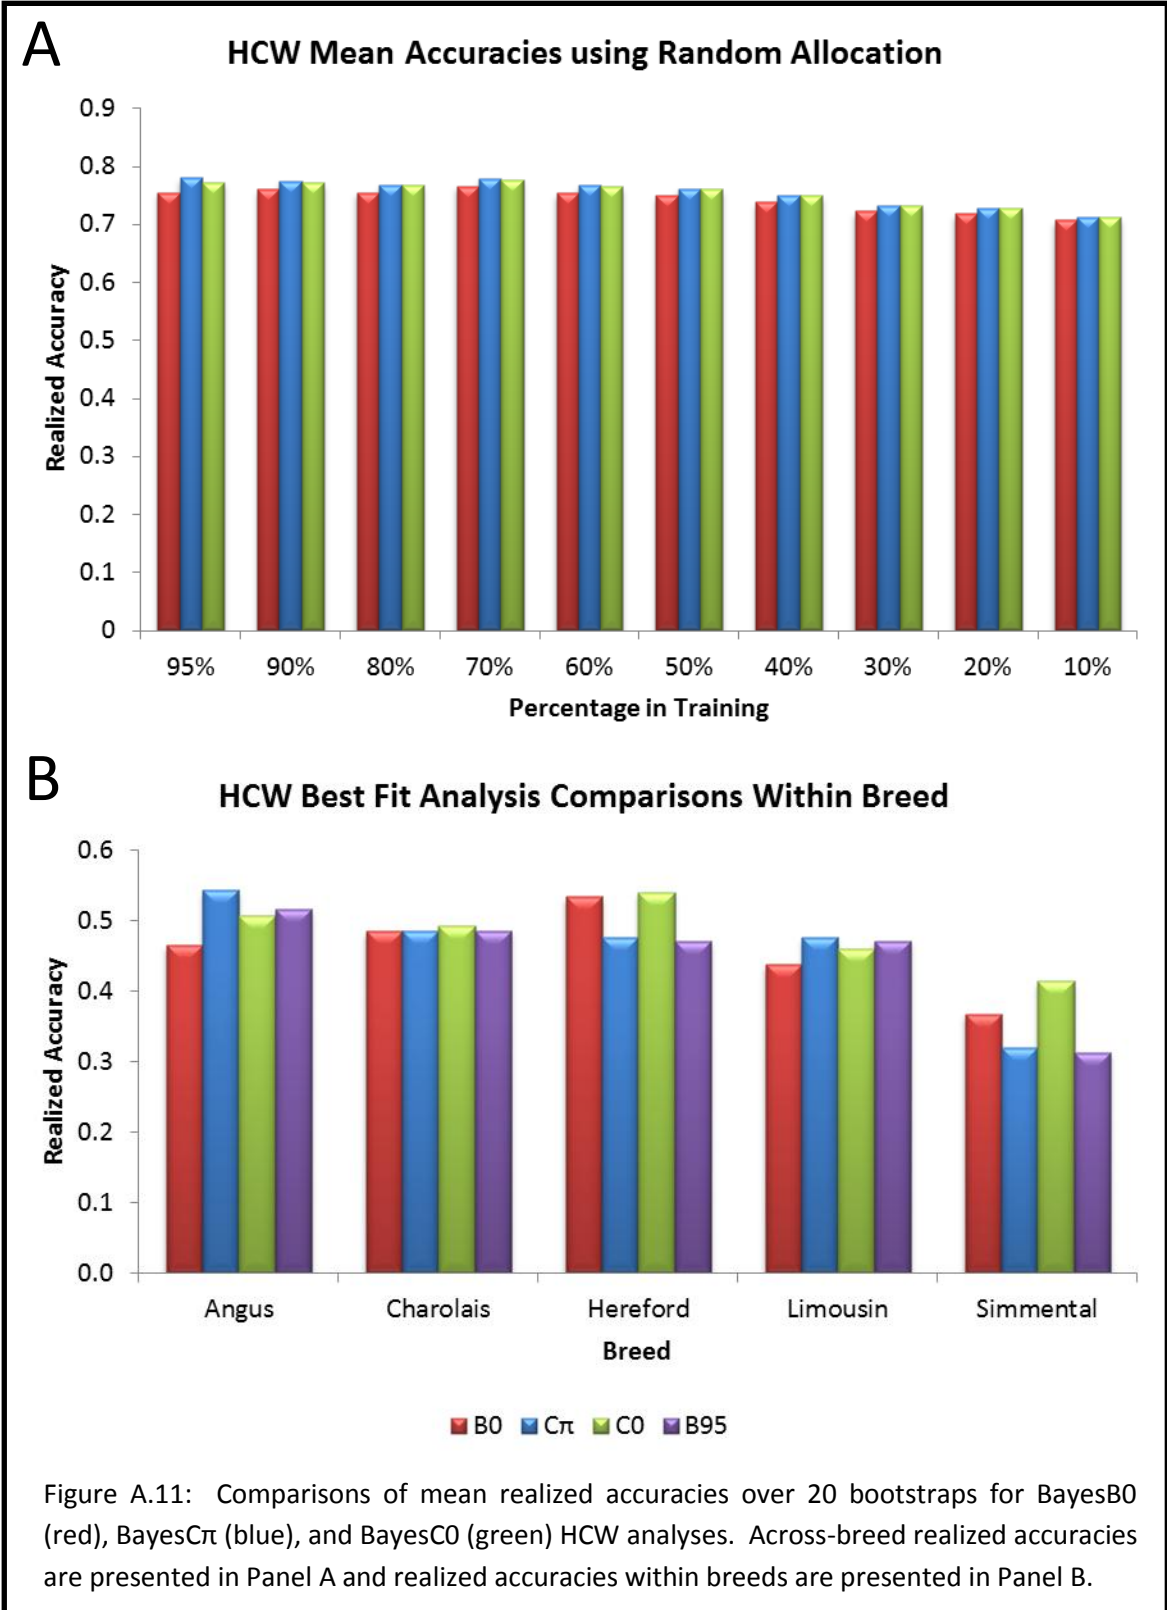 A
HCW Mean Accuracies using Random Allocation
0.9
0.8
0.7
0.6
0.5
0.4
0.3
0.2
0.1
0
Realized Accuracy
95% 90% 80% 70% 60% 50% 40% 30% 20% 10%
Percentage in Training
B
HCW Best Fit Analysis Comparisons Within Breed
0.6
0.5
0.4
0.3
0.2
0.1
0.0
Realized Accuracy
Angus Charolais Hereford Limousin Simmental
Breed
B0 Cπ C0 B95
Figure A.11: Comparisons of mean realized accuracies over 20 bootstraps for BayesB0
(red), BayesCπ (blue), and BayesC0 (green) HCW analyses. Across-breed realized accuracies
are presented in Panel A and realized accuracies within breeds are presented in Panel B.